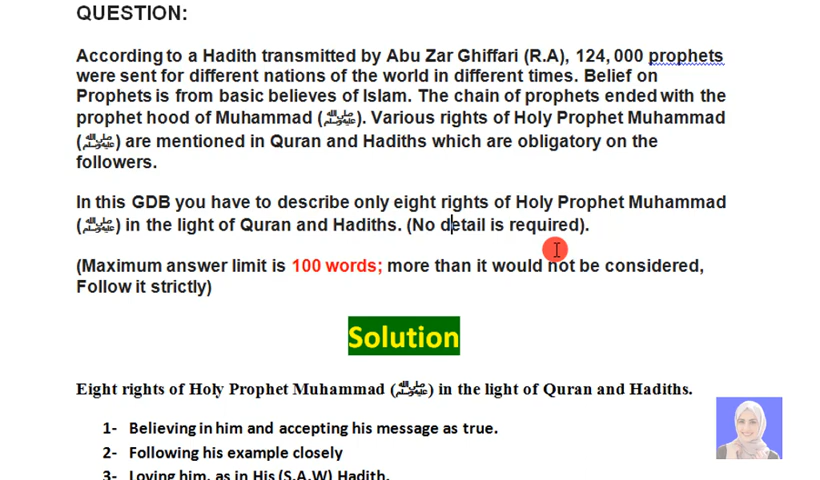 QUESTION:
According to a Hadith transmitted by Abu Zar Ghiffari (R.A), 124, 000 prophets
were sent for different nations of the world in different times. Belief on
Prophets is from basic believes of Islam. The chain of prophets ended with the
prophet hood of Muhammad (ﷺ). Various rights of Holy Prophet Muhammad
(ﷺ) are mentioned in Quran and Hadiths which are obligatory on the
followers.
In this GDB you have to describe only eight rights of Holy Prophet Muhammad
(ﷺ) in the light of Quran and Hadiths. (No detail is required).
(Maximum answer limit is 100 words; more than it would not be considered,
Follow it strictly)
Solution
Eight rights of Holy Prophet Muhammad (ﷺ) in the light of Quran and Hadiths.
1- Believing in him and accepting his message as true.
2- Following his example closely
3- Loving him, as in His (S.A.W) Hadith.